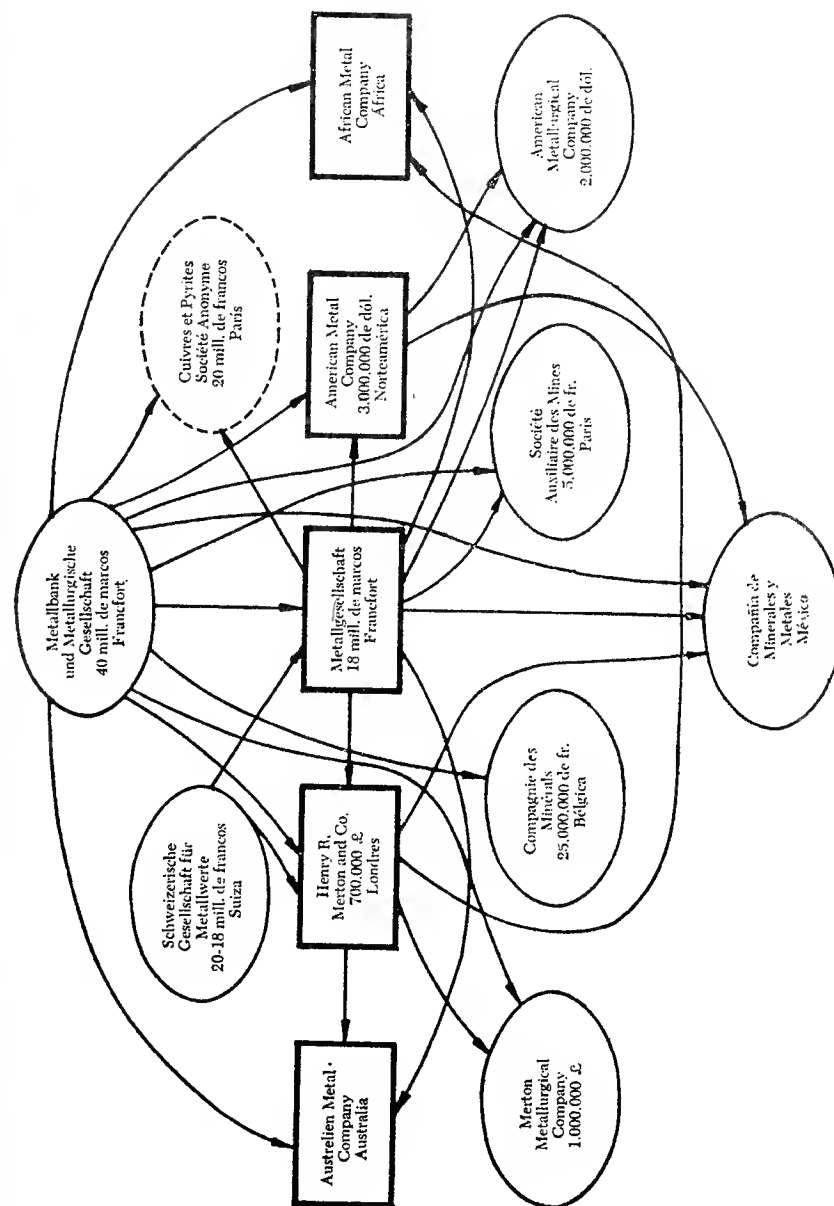 Metallbank
und Metallurgische
Gesellschaft
40 mill. de marcos
Francfort
Schweizerische
Gesellschaft für
Metallwerte
20-18 mill. de francos
Suiza
Cuivres et Pyrites
Société Anonyme
20 mill. de francos
Paris
Austrelien Metal
Company
Australia
Henry R.
Merton and Co.
700.000 £
Londres
Metallgesellschaft
18 mill. de marcos
Francfort
American Metal
Company
3.000.000 de dól.
Norteamérica
African Metal
Company
África
Merton
Metallurgical
Company
1.000.000 £
Compagnie des
Minérals
25.000.000 de fr.
Bélgica
Société
Auxiliaire des Mines
5.000.000 de fr.
Paris
American
Metallurgical
Company
2.000.000 de dól.
Compañía de
Minerales y
Metales
México